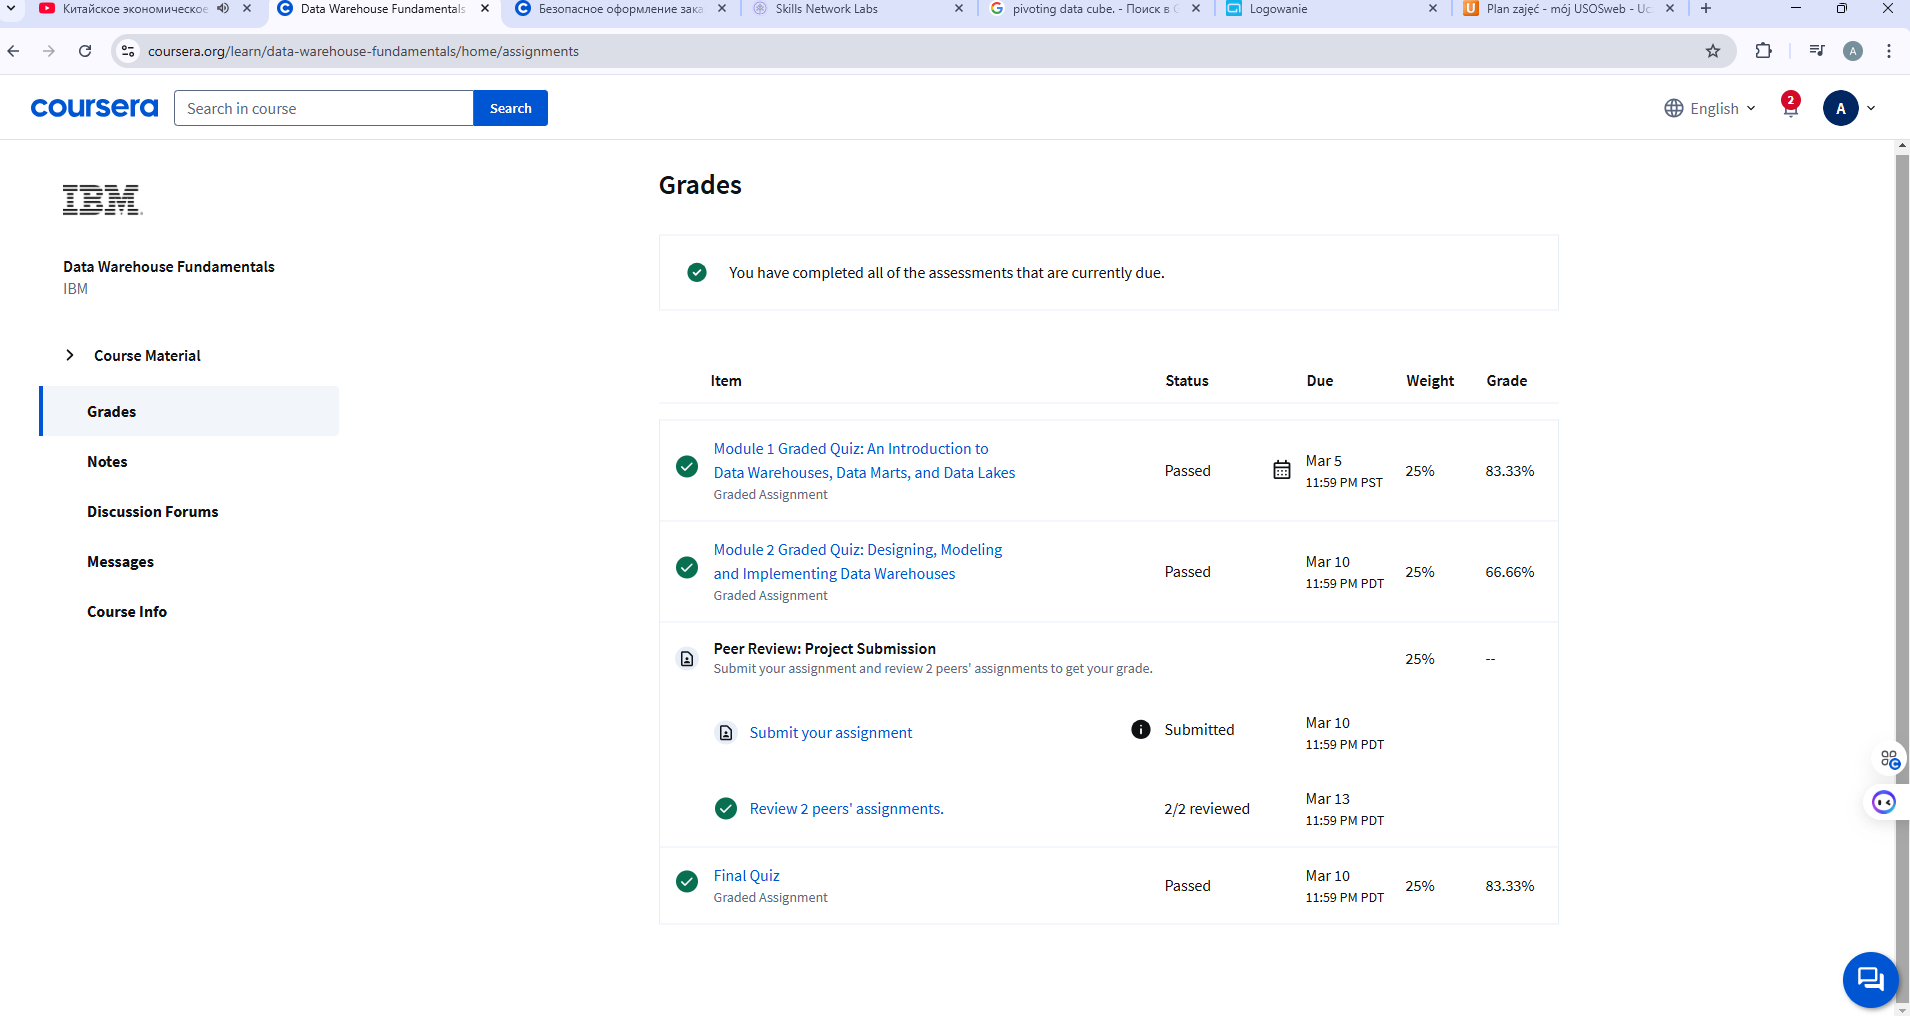 Китайское экономическое
Data Warehouse Fundamentals
Безопасное оформление зака
Skills Network Labs
pivoting data cube. - Поиск в G
Logowanie
Plan zajęć - mój USOSweb - Uc
coursera.org/learn/data-warehouse-fundamentals/home/assignments
A
coursera
Search in course
Search
English
2
A
IBM
Data Warehouse Fundamentals
IBM
Course Material
Grades
Notes
Discussion Forums
Messages
Course Info
Grades
You have completed all of the assessments that are currently due.
Item Status Due Weight Grade
Module 1 Graded Quiz: An Introduction to
Data Warehouses, Data Marts, and Data Lakes
Graded Assignment
Passed
Mar 5
11:59 PM PST
25%
83.33%
Module 2 Graded Quiz: Designing, Modeling
and Implementing Data Warehouses
Graded Assignment
Passed
Mar 10
11:59 PM PDT
25%
66.66%
Peer Review: Project Submission
Submit your assignment and review 2 peers' assignments to get your grade.
25%
--
Submit your assignment
Submitted
Mar 10
11:59 PM PDT
Review 2 peers' assignments.
2/2 reviewed
Mar 13
11:59 PM PDT
Final Quiz
Graded Assignment
Passed
Mar 10
11:59 PM PDT
25%
83.33%